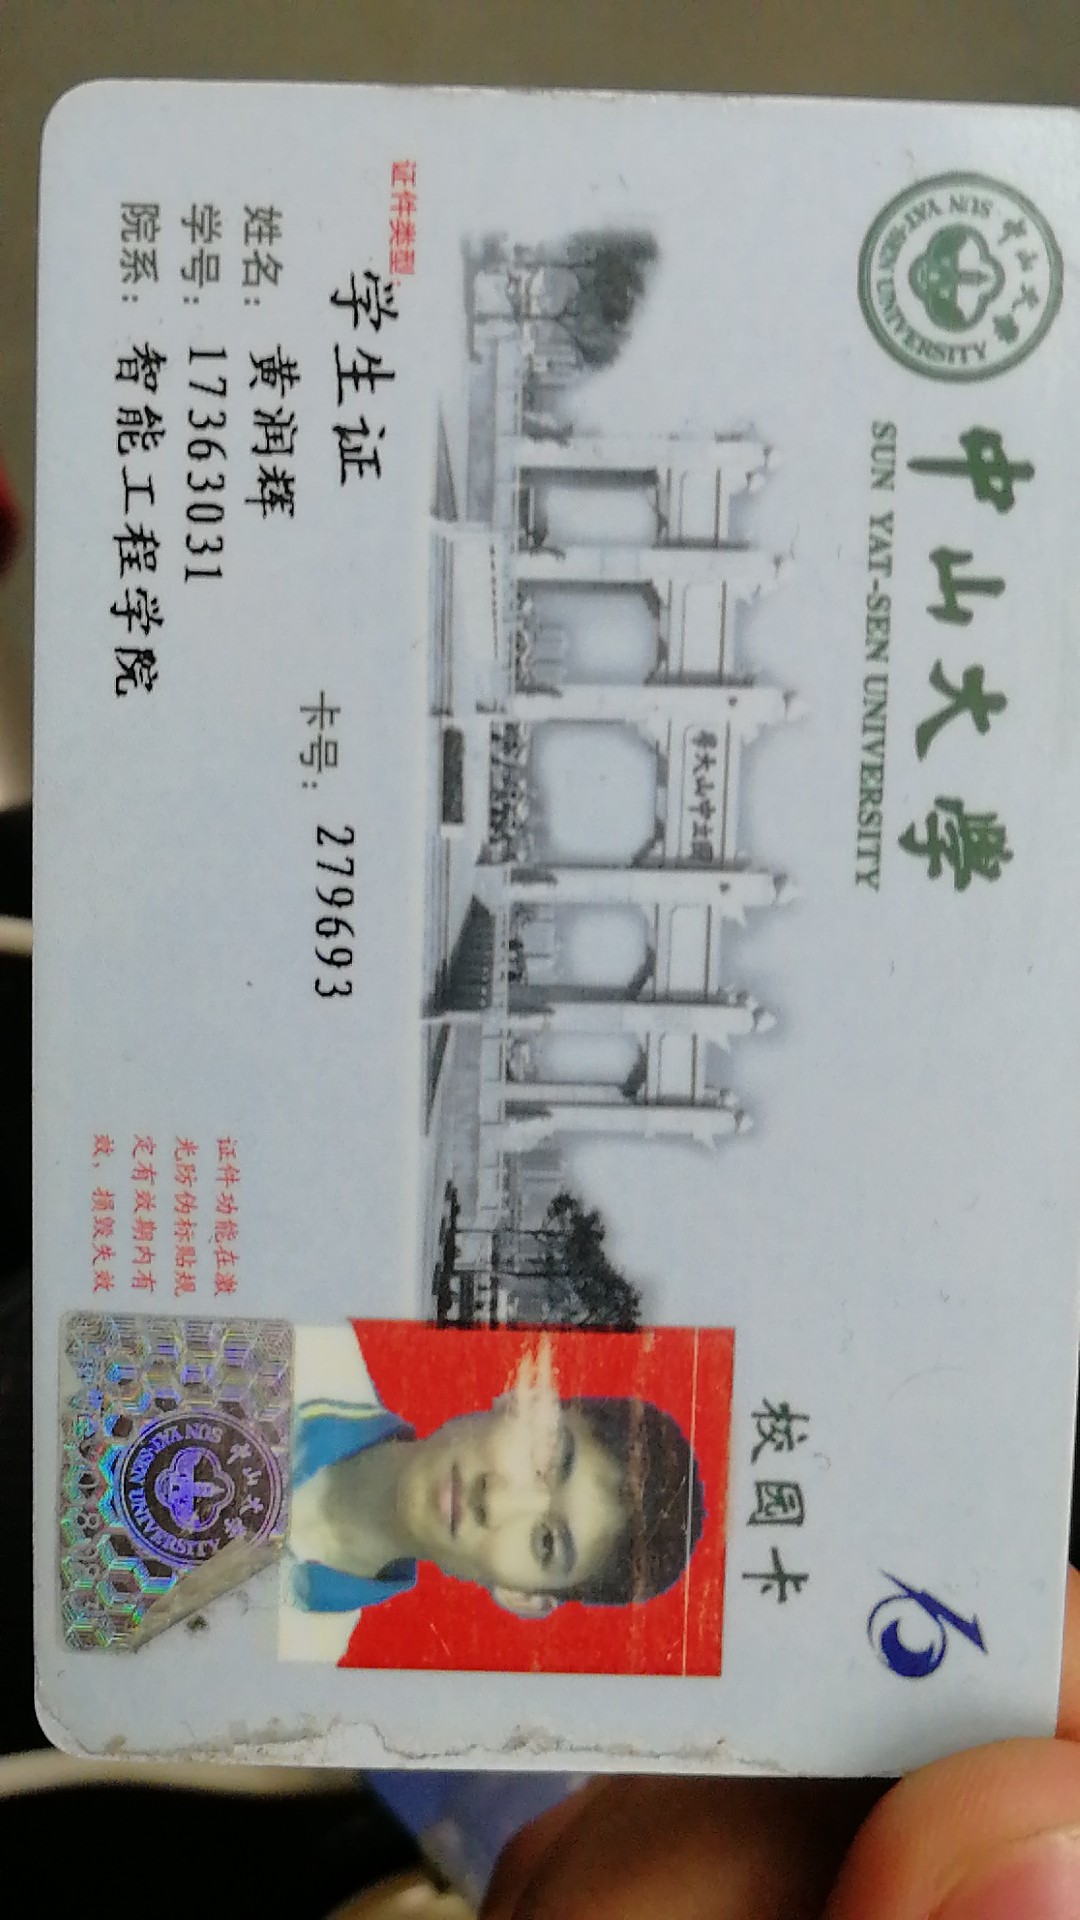 中山大學
SUN YAT-SEN UNIVERSITY
中山大學
SUN YAT-SEN UNIVERSITY
校园卡
國立中山大學
证件类型:
学生证
卡号: 279693
姓名: 黄润辉
学号: 17363031
院系: 智能工程学院
证件功能在激
光防伪标贴规
定有效期内有
效，损毁失效
中山大學
SUN YAT-SEN UNIVERSITY